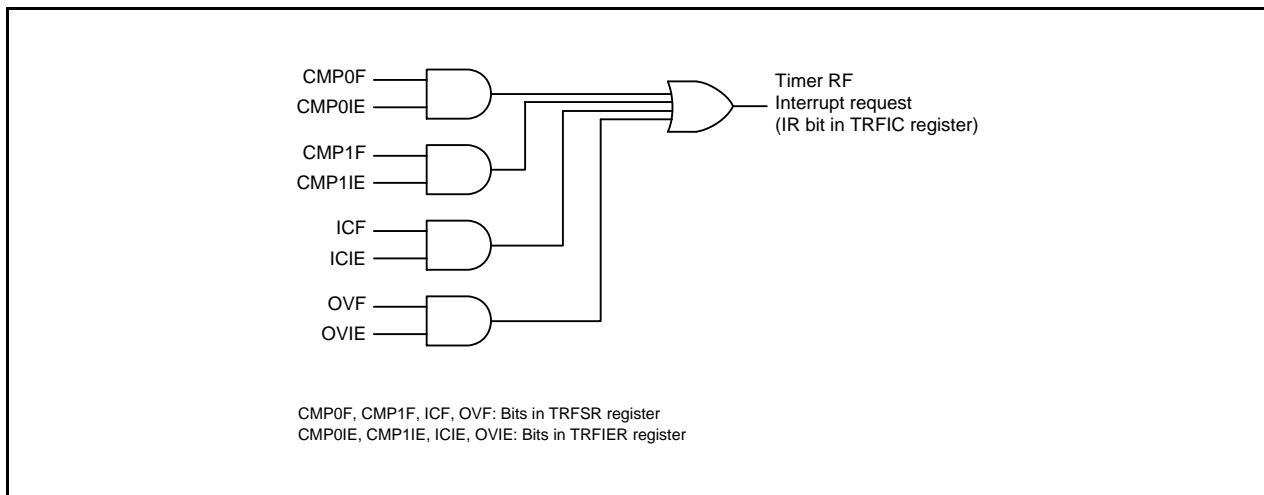 CMP0F
CMP0IE
CMP1F
CMP1IE
ICF
ICIE
OVF
OVIE
Timer RF
Interrupt request
(IR bit in TRFIC register)
CMP0F, CMP1F, ICF, OVF: Bits in TRFSR register
CMP0IE, CMP1IE, ICIE, OVIE: Bits in TRFIER register